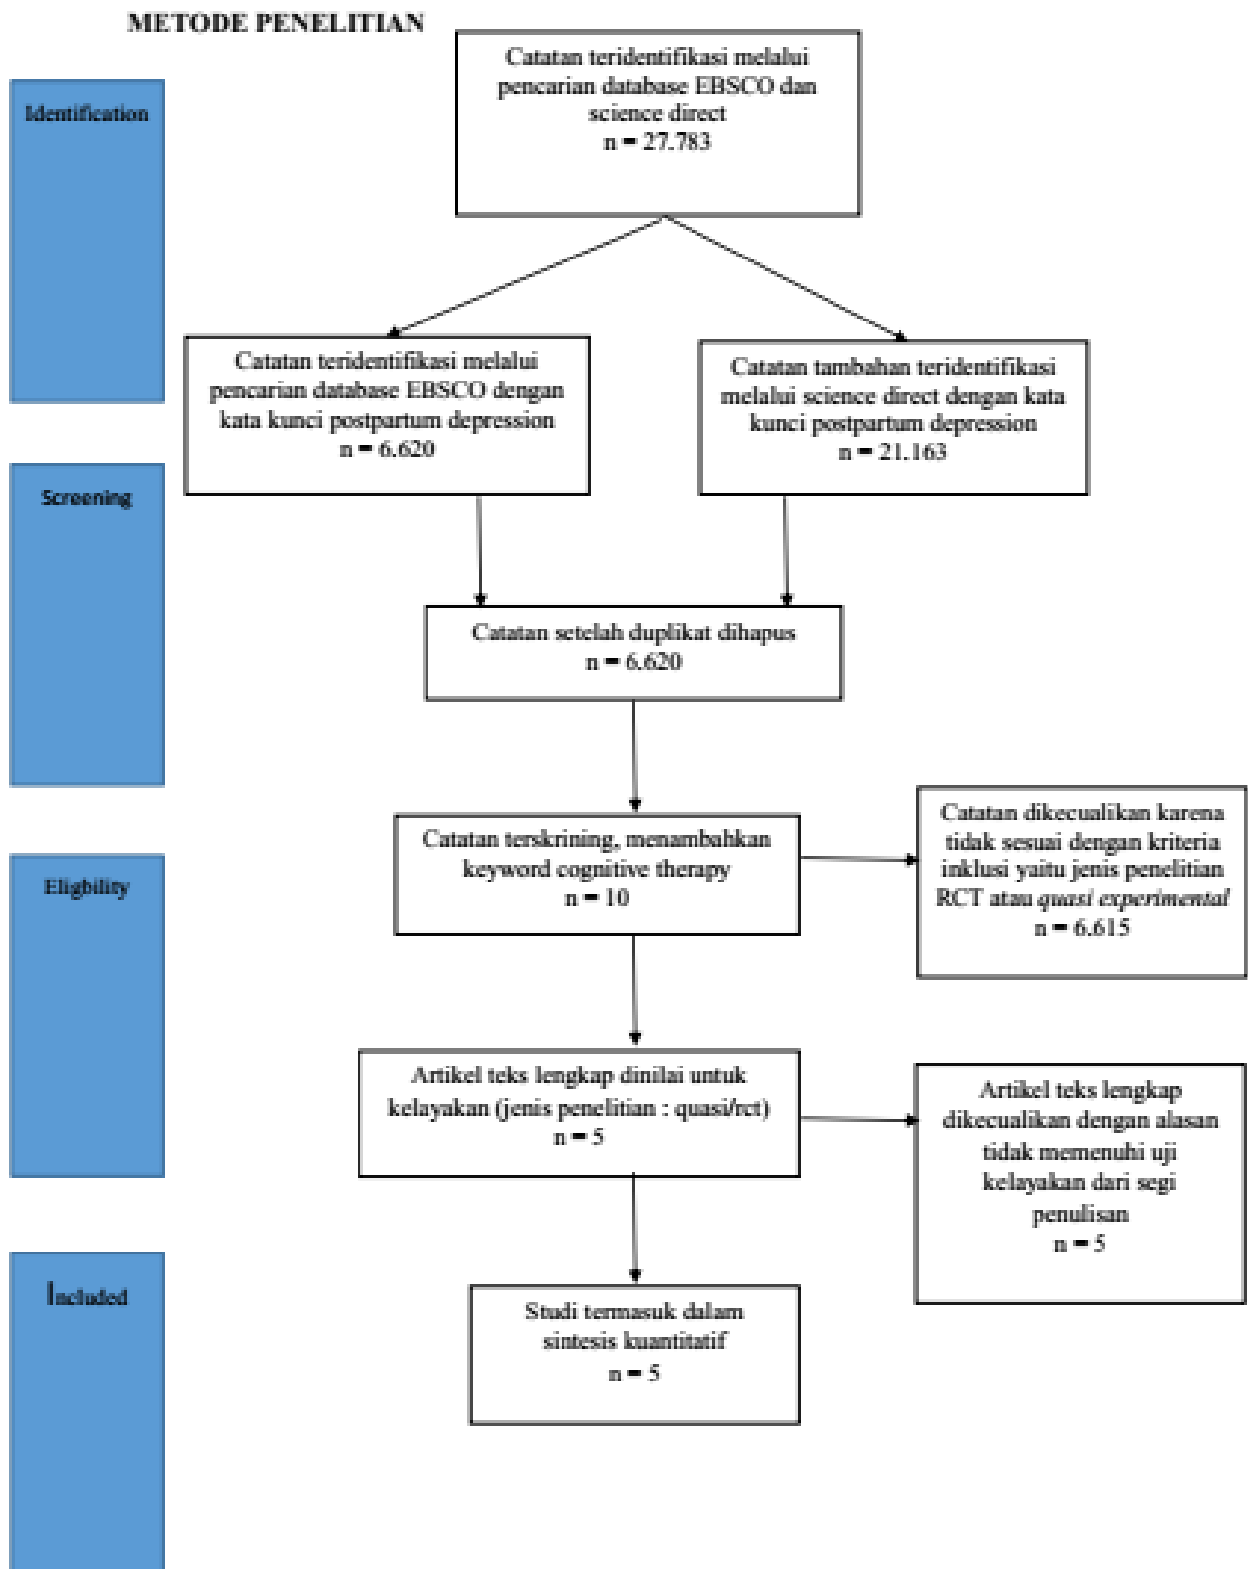 METODE PENELITIAN
Identification
Catatan teridentifikasi melalui
pencarian database EBSCO dan
science direct
n = 27.783
Catatan teridentifikasi melalui
pencarian database EBSCO dengan
kata kunci postpartum depression
n = 6.620
Catatan tambahan teridentifikasi
melalui science direct dengan kata
kunci postpartum depression
n = 21.163
Screening
Catatan setelah duplikat dihapus
n = 6.620
Catatan terskrining, menambahkan
keyword cognitive therapy
n = 10
Catatan dikecualikan karena
tidak sesuai dengan kriteria
inklusi yaitu jenis penelitian
RCT atau quasi experimental
n = 6.615
Eligbility
Artikel teks lengkap dinilai untuk
kelayakan (jenis penelitian : quasi/rct)
n = 5
Artikel teks lengkap
dikecualikan dengan alasan
tidak memenuhi uji
kelayakan dari segi
penulisan
n = 5
Included
Studi termasuk dalam
sintesis kuantitatif
n = 5